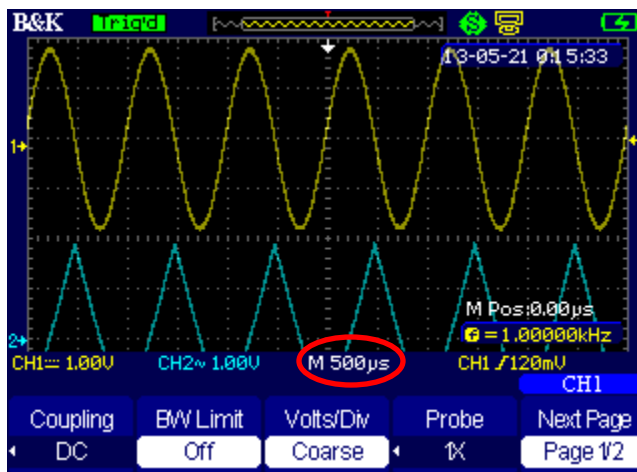 B&K Trig'd
13-05-21 01:15:33
1
M Pos:0.00µs
2
f = 1.00000kHz
CH1⎓ 1.00V CH2~ 1.00V M 500µs CH1 / 120mV
CH1
Coupling BW Limit Volts/Div Probe Next Page
DC Off Coarse 1X Page 1/2